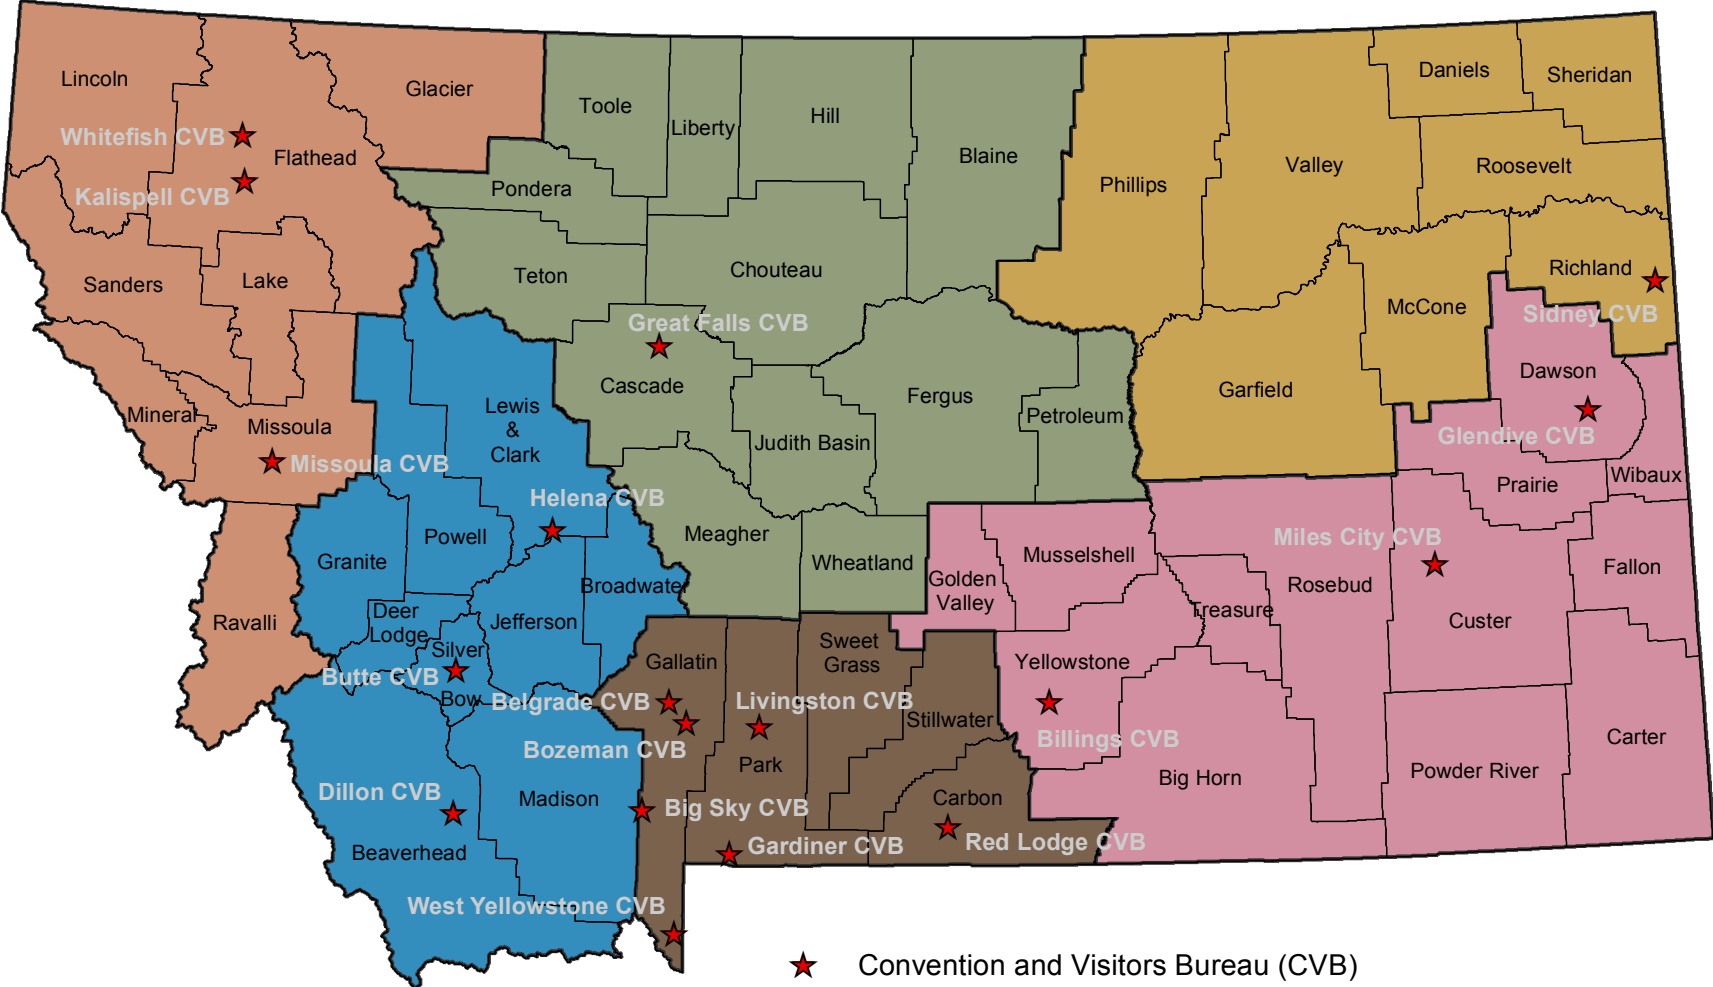 Lincoln
Glacier
Daniels
Sheridan
Toole
Liberty
Hill
Whitefish CVB
Flathead
Blaine
Valley
Roosevelt
Kalispell CVB
Pondera
Phillips
Sanders
Lake
Teton
Chouteau
Richland
McCone
Sidney CVB
Great Falls CVB
Cascade
Dawson
Garfield
Fergus
Petroleum
Mineral
Missoula
Lewis
&
Clark
Judith Basin
Glendive CVB
Missoula CVB
Wibaux
Prairie
Helena CVB
Meagher
Miles City CVB
Powell
Granite
Wheatland
Musselshell
Fallon
Rosebud
Broadwater
Golden
Valley
Treasure
Deer
Lodge
Jefferson
Ravalli
Custer
Silver
Bow
Sweet
Grass
Gallatin
Yellowstone
Butte CVB
Belgrade CVB
Livingston CVB
Stillwater
Billings CVB
Carter
Bozeman CVB
Park
Big Horn
Powder River
Dillon CVB
Madison
Big Sky CVB
Carbon
Beaverhead
Gardiner CVB
Red Lodge CVB
West Yellowstone CVB
Convention and Visitors Bureau (CVB)